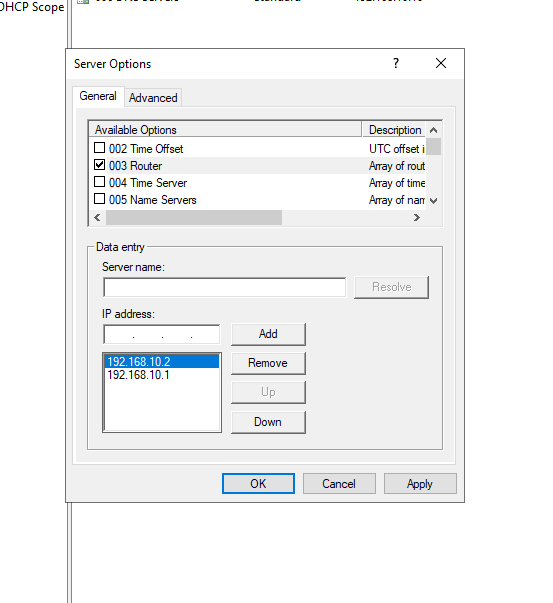 DHCP Scope
Server Options
?
General
Advanced
Available Options
Description
002 Time Offset
UTC offset i
003 Router
Array of rout
004 Time Server
Array of time
005 Name Servers
Array of nam
Data entry
Server name:
Resolve
IP address:
. . .
Add
192.168.10.2
192.168.10.1
Remove
Up
Down
OK
Cancel
Apply